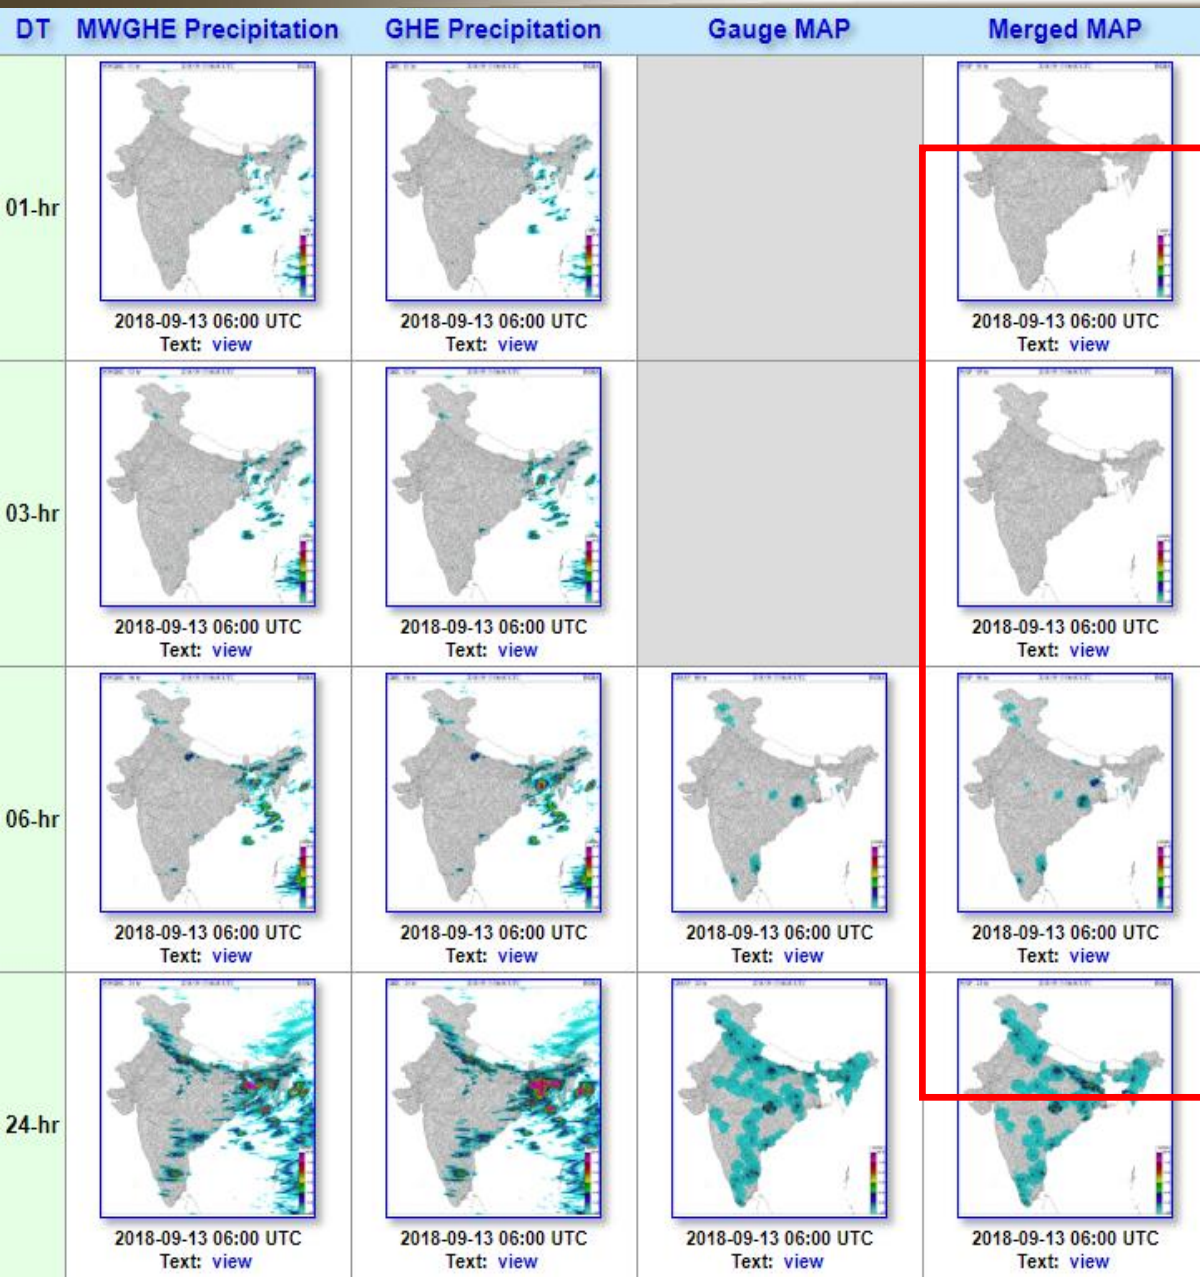 DT MWGHE Precipitation GHE Precipitation Gauge MAP Merged MAP
01-hr
2018-09-13 06:00 UTC 2018-09-13 06:00 UTC 2018-09-13 06:00 UTC
Text: view Text: view Text: view
03-hr
2018-09-13 06:00 UTC 2018-09-13 06:00 UTC 2018-09-13 06:00 UTC
Text: view Text: view Text: view
06-hr
2018-09-13 06:00 UTC 2018-09-13 06:00 UTC 2018-09-13 06:00 UTC 2018-09-13 06:00 UTC
Text: view Text: view Text: view Text: view
24-hr
2018-09-13 06:00 UTC 2018-09-13 06:00 UTC 2018-09-13 06:00 UTC 2018-09-13 06:00 UTC
Text: view Text: view Text: view Text: view